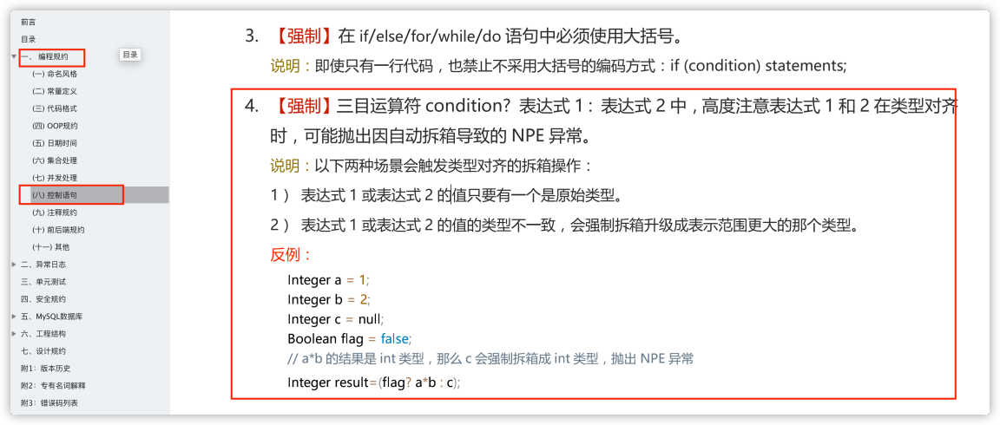 前言
目录
一、 编程规约
目录
(一) 命名风格
(二) 常量定义
(三) 代码格式
(四) OOP规约
(五) 日期时间
(六) 集合处理
(七) 并发处理
(八) 控制语句
(九) 注释规约
(十) 前后端规约
(十一) 其他
二、异常日志
三、单元测试
四、安全规约
五、MySQL数据库
六、工程结构
七、设计规约
附1：版本历史
附2：专有名词解释
附3：错误码列表
3. 【强制】在 if/else/for/while/do 语句中必须使用大括号。
说明：即使只有一行代码，也禁止不采用大括号的编码方式：if (condition) statements;
4. 【强制】三目运算符 condition? 表达式 1：表达式 2 中，高度注意表达式 1 和 2 在类型对齐
时，可能抛出因自动拆箱导致的 NPE 异常。
说明：以下两种场景会触发类型对齐的拆箱操作：
1） 表达式 1 或表达式 2 的值只要有一个是原始类型。
2） 表达式 1 或表达式 2 的值的类型不一致，会强制拆箱升级成表示范围更大的那个类型。
反例：
Integer a = 1;
Integer b = 2;
Integer c = null;
Boolean flag = false;
// a*b 的结果是 int 类型，那么 c 会强制拆箱成 int 类型，抛出 NPE 异常
Integer result=(flag? a*b : c);